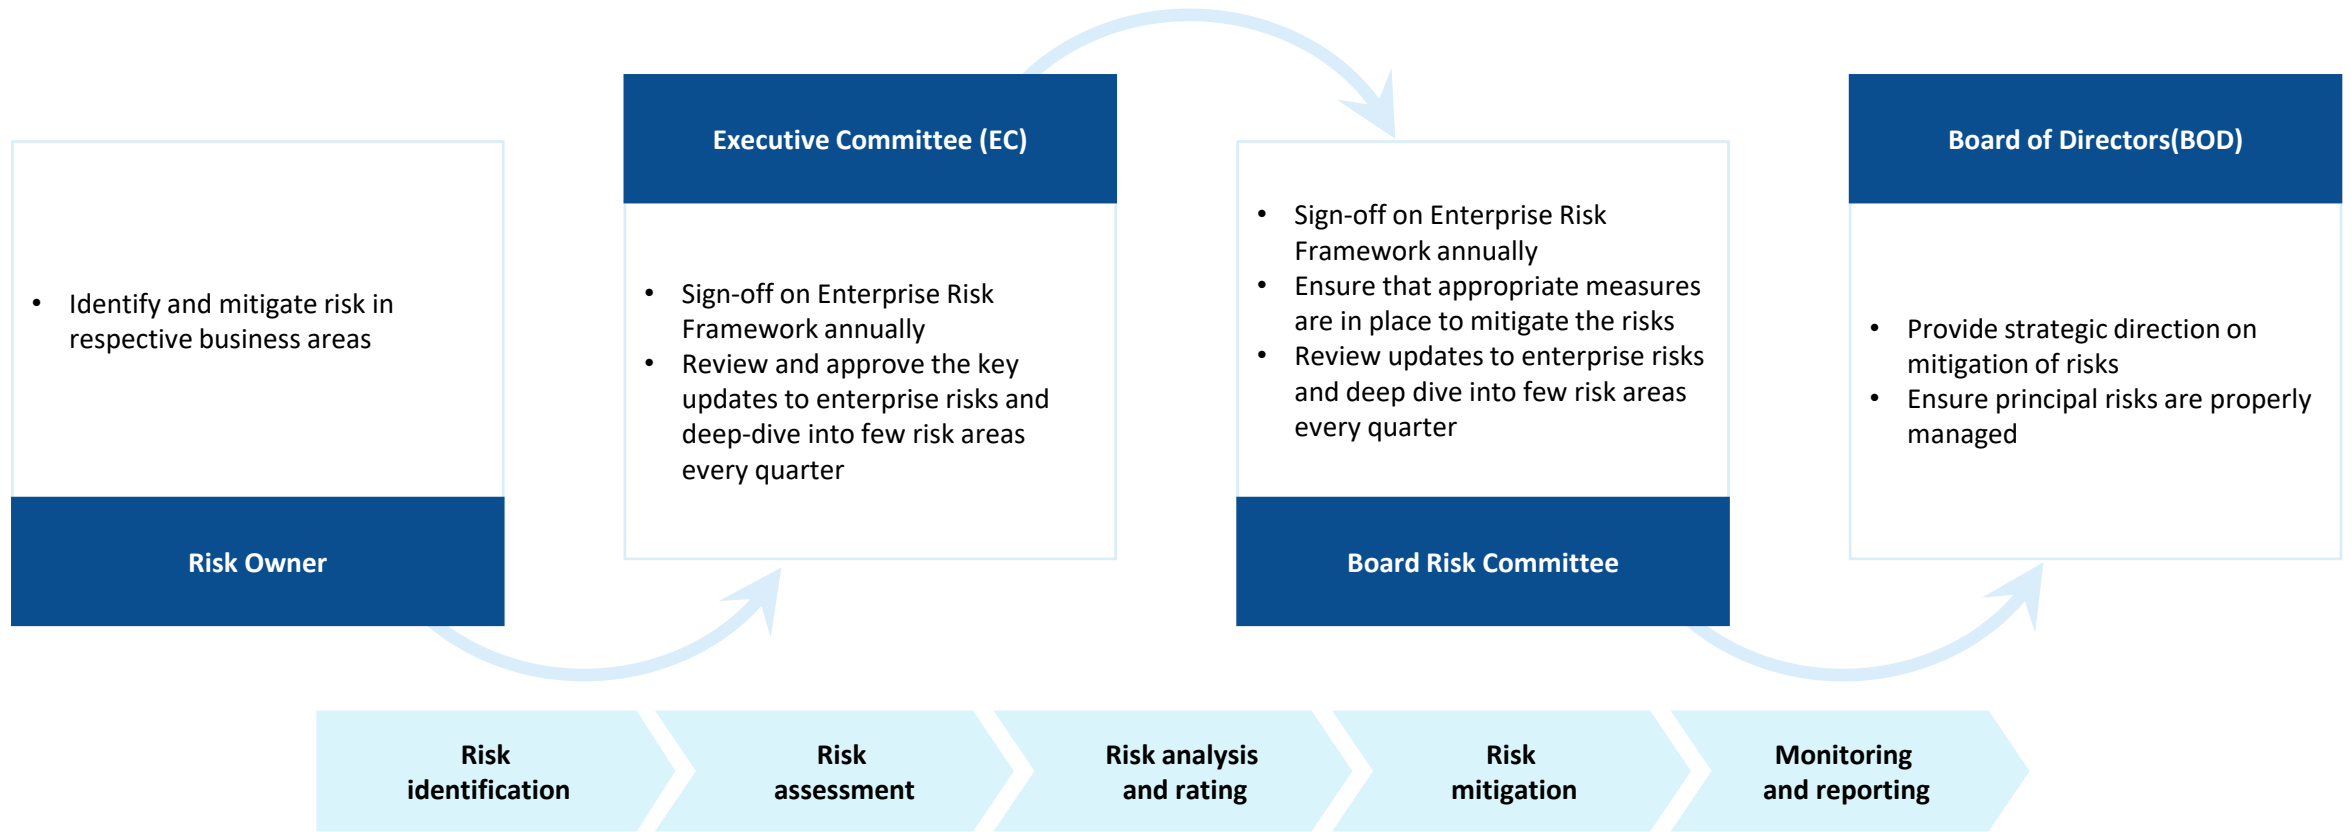 • Identify and mitigate risk in
respective business areas
Risk Owner
Executive Committee (EC)
• Sign-off on Enterprise Risk
Framework annually
• Review and approve the key
updates to enterprise risks and
deep-dive into few risk areas
every quarter
• Sign-off on Enterprise Risk
Framework annually
• Ensure that appropriate measures
are in place to mitigate the risks
• Review updates to enterprise risks
and deep dive into few risk areas
every quarter
Board Risk Committee
Board of Directors(BOD)
• Provide strategic direction on
mitigation of risks
• Ensure principal risks are properly
managed
Risk
identification
Risk
assessment
Risk analysis
and rating
Risk
mitigation
Monitoring
and reporting